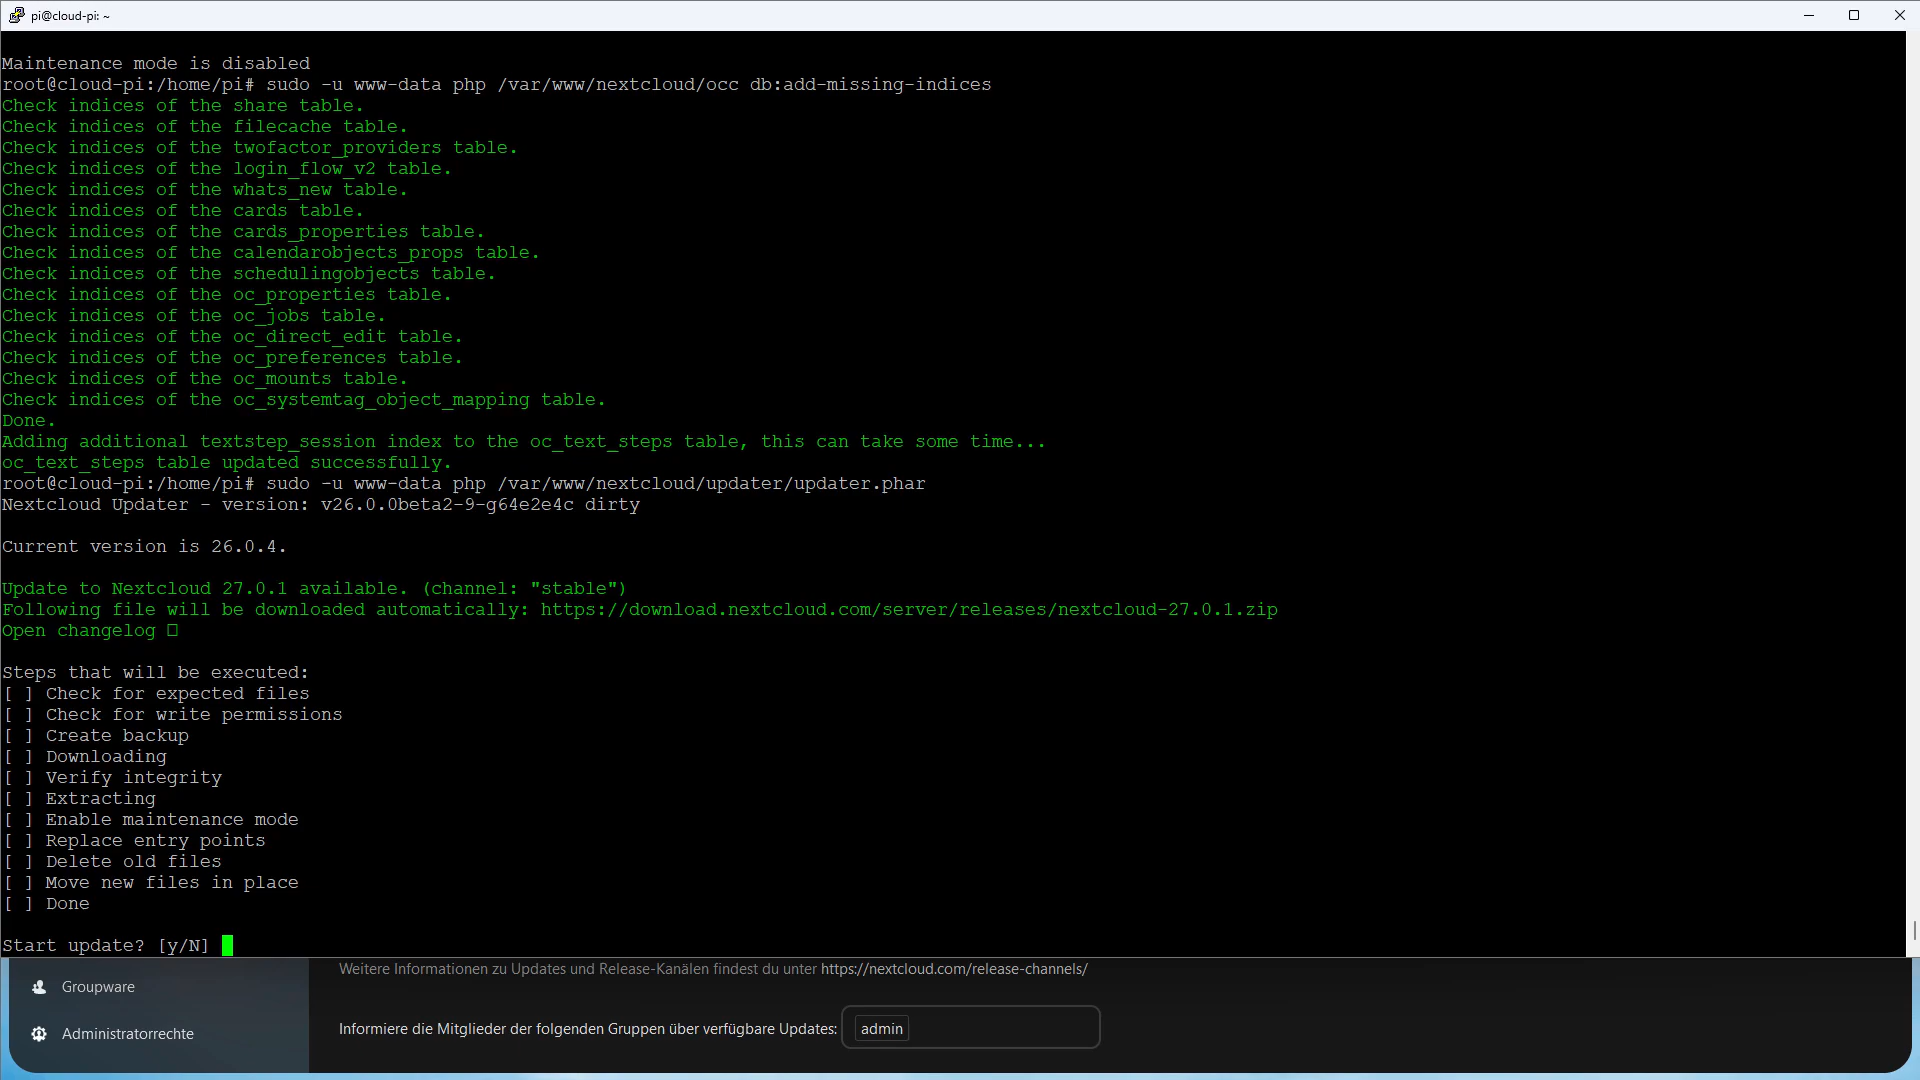 pi@cloud-pi: ~
Maintenance mode is disabled
root@cloud-pi:/home/pi# sudo -u www-data php /var/www/nextcloud/occ db:add-missing-indices
Check indices of the share table.
Check indices of the filecache table.
Check indices of the twofactor_providers table.
Check indices of the login_flow_v2 table.
Check indices of the whats_new table.
Check indices of the cards table.
Check indices of the cards_properties table.
Check indices of the calendarobjects_props table.
Check indices of the schedulingobjects table.
Check indices of the oc_properties table.
Check indices of the oc_jobs table.
Check indices of the oc_direct_edit table.
Check indices of the oc_preferences table.
Check indices of the oc_mounts table.
Check indices of the oc_systemtag_object_mapping table.
Done.
Adding additional textstep_session index to the oc_text_steps table, this can take some time...
oc_text_steps table updated successfully.
root@cloud-pi:/home/pi# sudo -u www-data php /var/www/nextcloud/updater/updater.phar
Nextcloud Updater - version: v26.0.0beta2-9-g64e2e4c dirty
Current version is 26.0.4.
Update to Nextcloud 27.0.1 available. (channel: "stable")
Following file will be downloaded automatically: https://download.nextcloud.com/server/releases/nextcloud-27.0.1.zip
Open changelog □
Steps that will be executed:
[ ] Check for expected files
[ ] Check for write permissions
[ ] Create backup
[ ] Downloading
[ ] Verify integrity
[ ] Extracting
[ ] Enable maintenance mode
[ ] Replace entry points
[ ] Delete old files
[ ] Move new files in place
[ ] Done
Start update? [y/N]
Weitere Informationen zu Updates und Release-Kanälen findest du unter https://nextcloud.com/release-channels/
Groupware
Informiere die Mitglieder der folgenden Gruppen über verfügbare Updates: admin
Administratorrechte